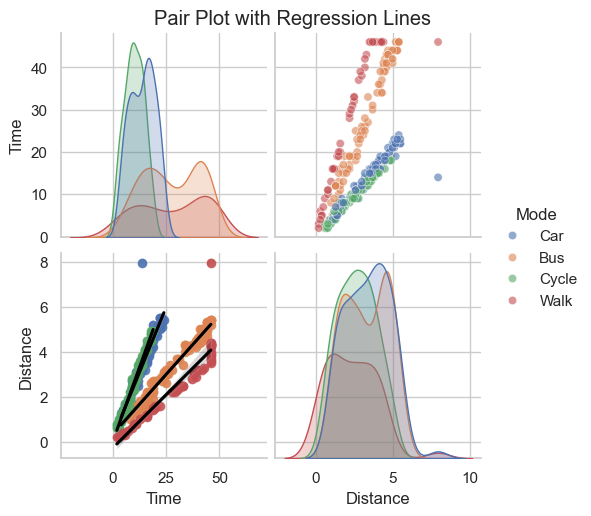 Pair Plot with Regression Lines
40
30
20
10
0
Time
8
6
4
2
0
Distance
0 25 50
Time
0 5 10
Distance
Mode
Car
Bus
Cycle
Walk